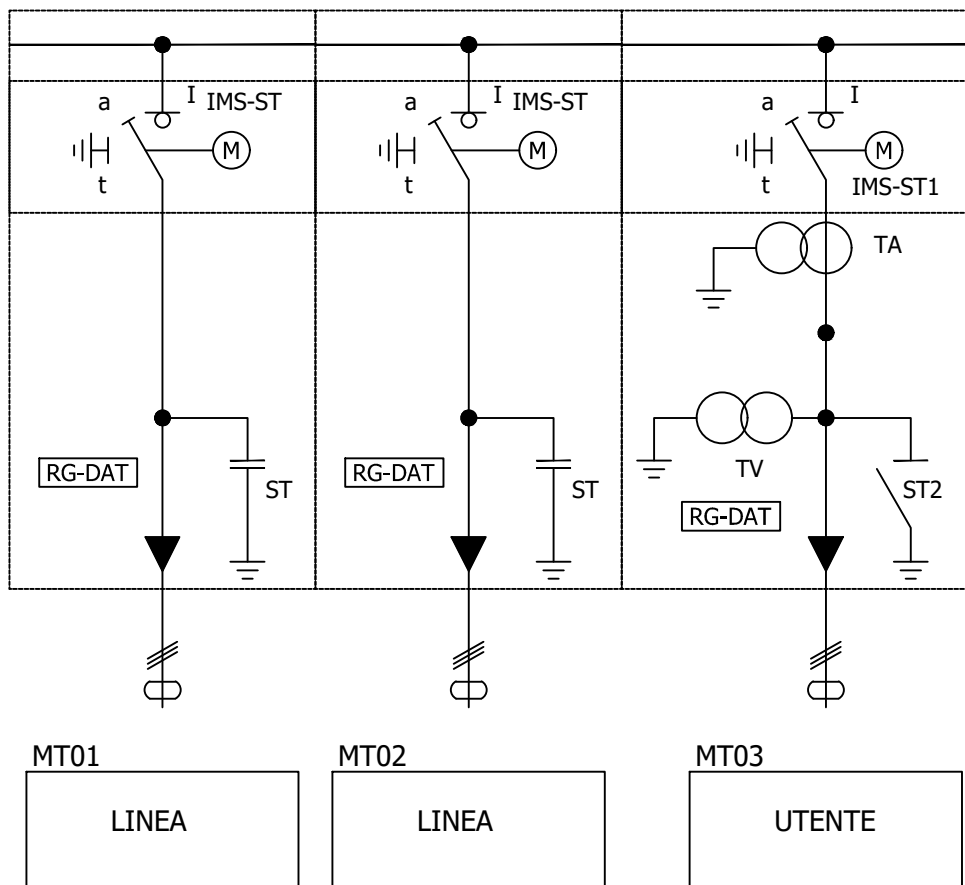 a I IMS-ST
M
t
RG-DAT
ST
a I IMS-ST
M
t
RG-DAT
ST
a I
M
t IMS-ST1
TA
TV
ST2
RG-DAT
MT01
LINEA
MT02
LINEA
MT03
UTENTE